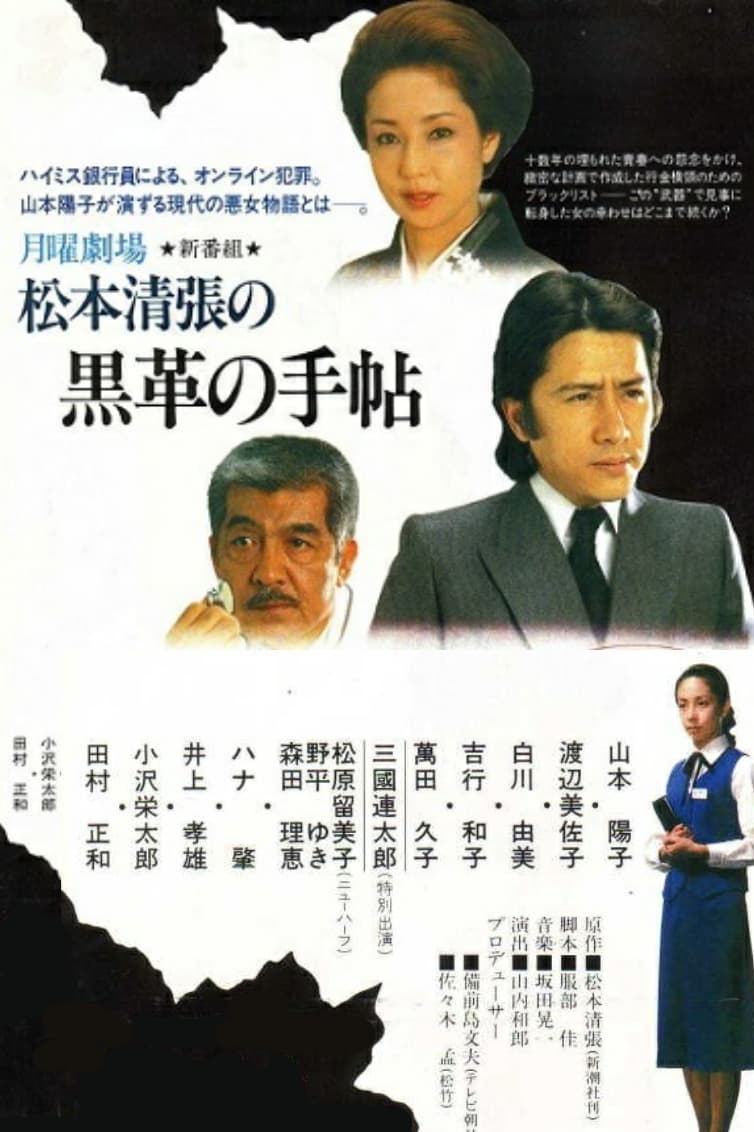 ハイミス銀行員による、オンライン犯罪。
山本陽子が演ずる現代の悪女物語とは──。
十数年の埋もれた青春への怨念をかけ、
緻密な計画で作成した行金横領のための
ブラックリスト──この“武器”で見事に
転身した女の幸わせはどこまで続くか？
月曜劇場 ★新番組★
松本清張の
黒革の手帖
山本 陽子
・
渡辺美佐子
・
白川 由美
・
吉行 和子
・
萬田 久子
三國連太郎(特別出演)
松原留美子(ニューハーフ)
野平 ゆき
森田 理恵
・
ハナ 肇
・
井上 孝雄
・
小沢栄太郎
・
田村 正和
小沢栄太郎
・
田村 正和
原作■松本清張(新潮社刊)
脚本■服部 佳
音楽■坂田晃一
演出■山内和郎
プロデューサー
■備前島文夫(テレビ朝
■佐々木 孟(松竹)